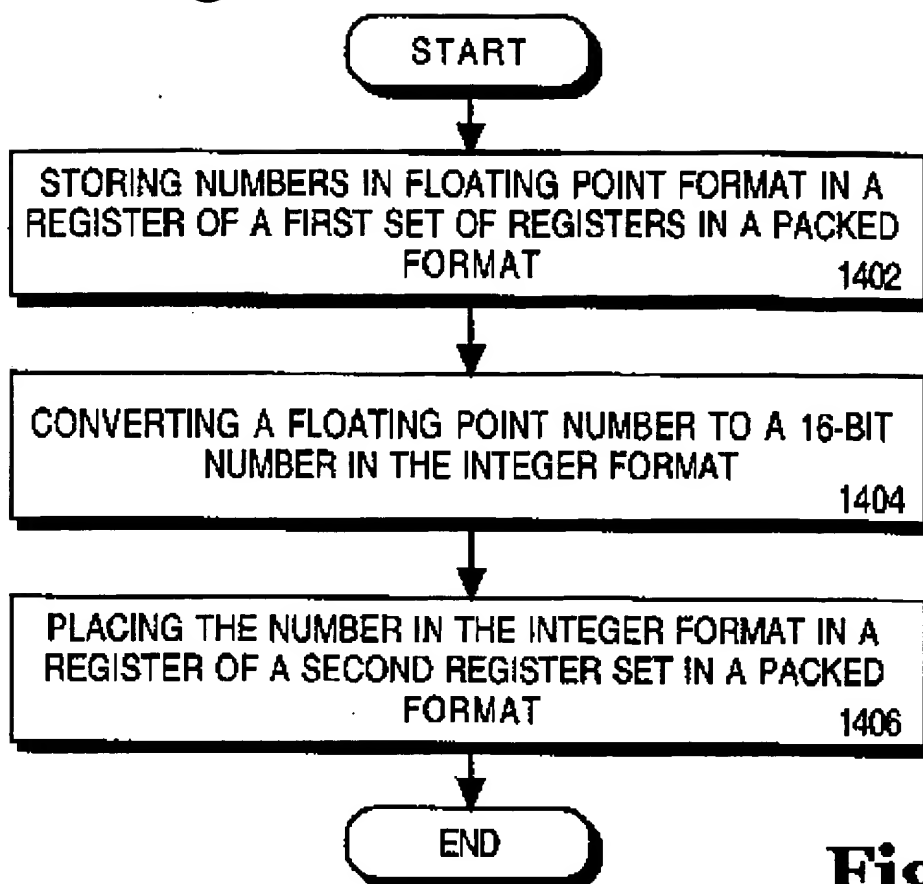 START
STORING NUMBERS IN FLOATING POINT FORMAT IN A
REGISTER OF A FIRST SET OF REGISTERS IN A PACKED
FORMAT
1402
CONVERTING A FLOATING POINT NUMBER TO A 16-BIT
NUMBER IN THE INTEGER FORMAT
1404
PLACING THE NUMBER IN THE INTEGER FORMAT IN A
REGISTER OF A SECOND REGISTER SET IN A PACKED
FORMAT
1406
END